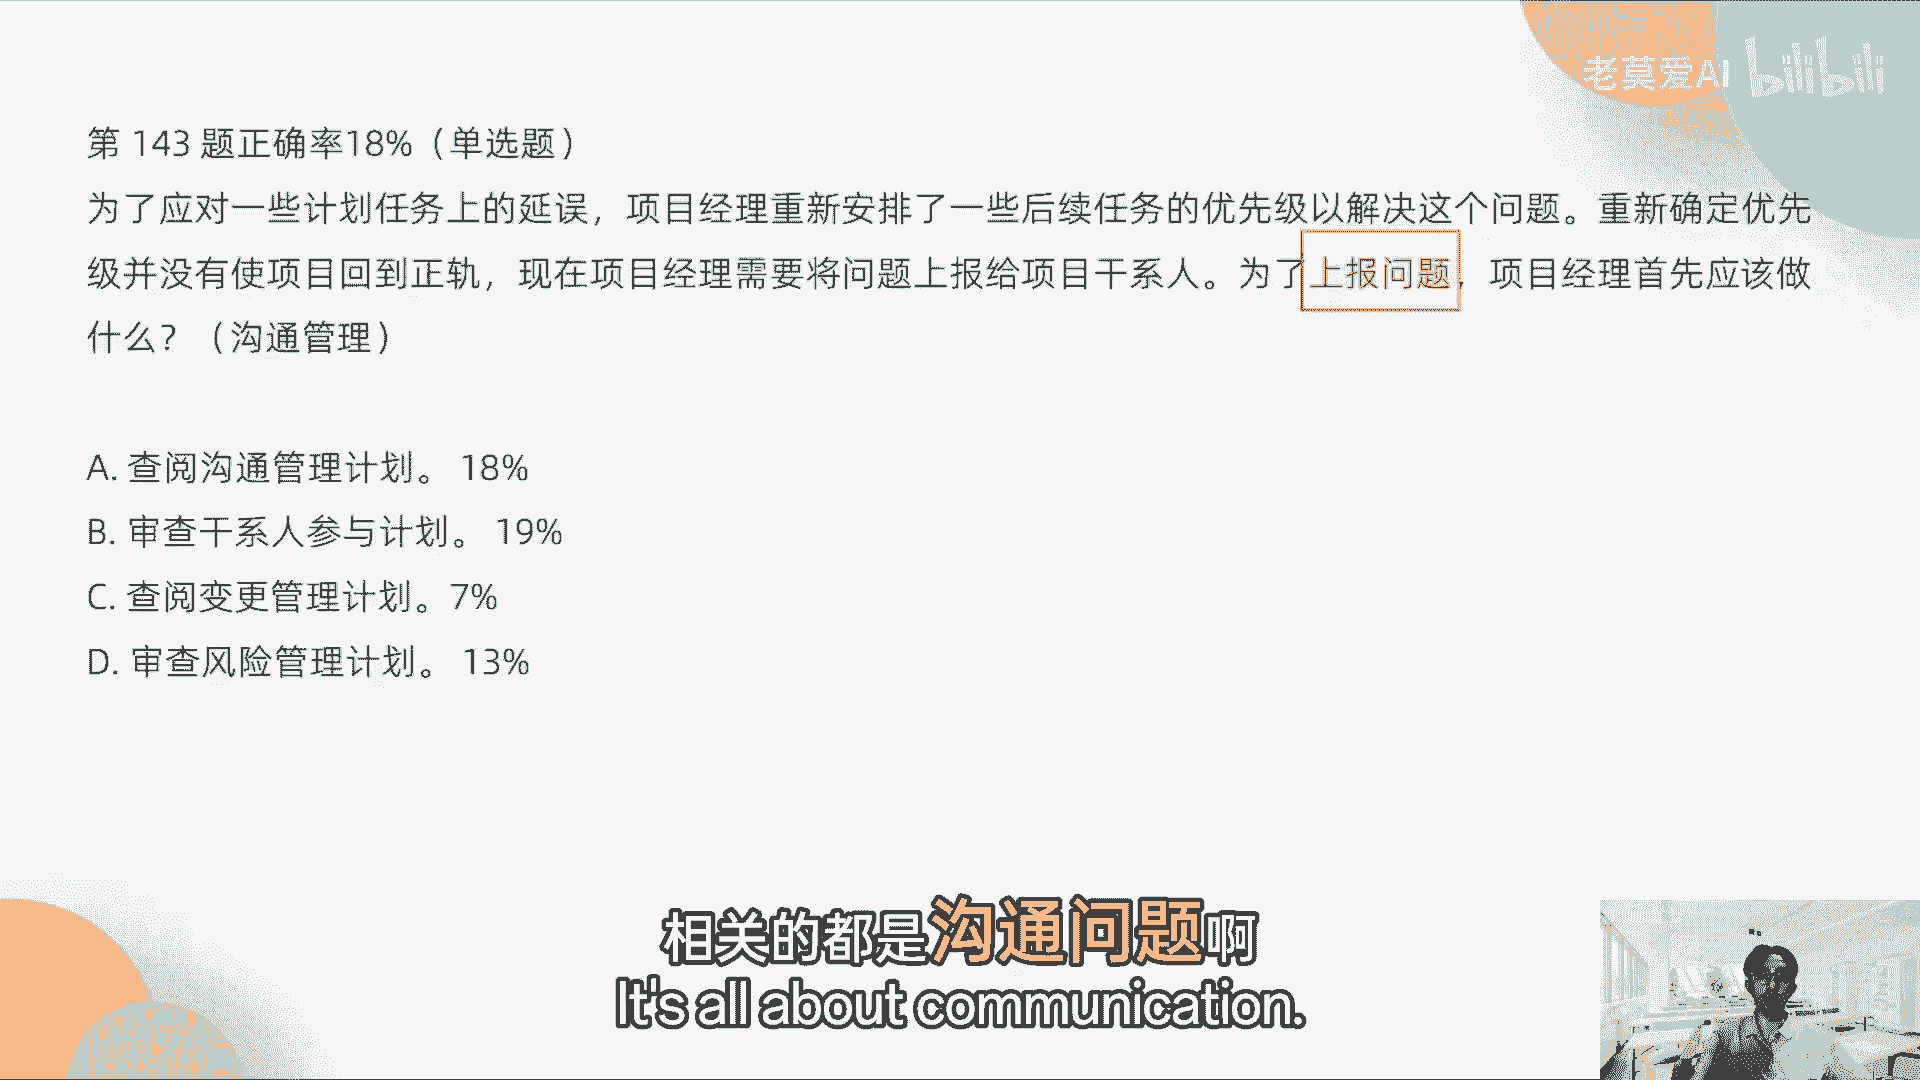 老莫爱AI bilibili
第 143 题正确率18%（单选题）
为了应对一些计划任务上的延误，项目经理重新安排了一些后续任务的优先级以解决这个问题。重新确定优先
级并没有使项目回到正轨，现在项目经理需要将问题上报给项目干系人。为了上报问题，项目经理首先应该做
什么？（沟通管理）
A. 查阅沟通管理计划。 18%
B. 审查干系人参与计划。 19%
C. 查阅变更管理计划。7%
D. 审查风险管理计划。 13%
相关的都是沟通问题啊
It's all about communication.